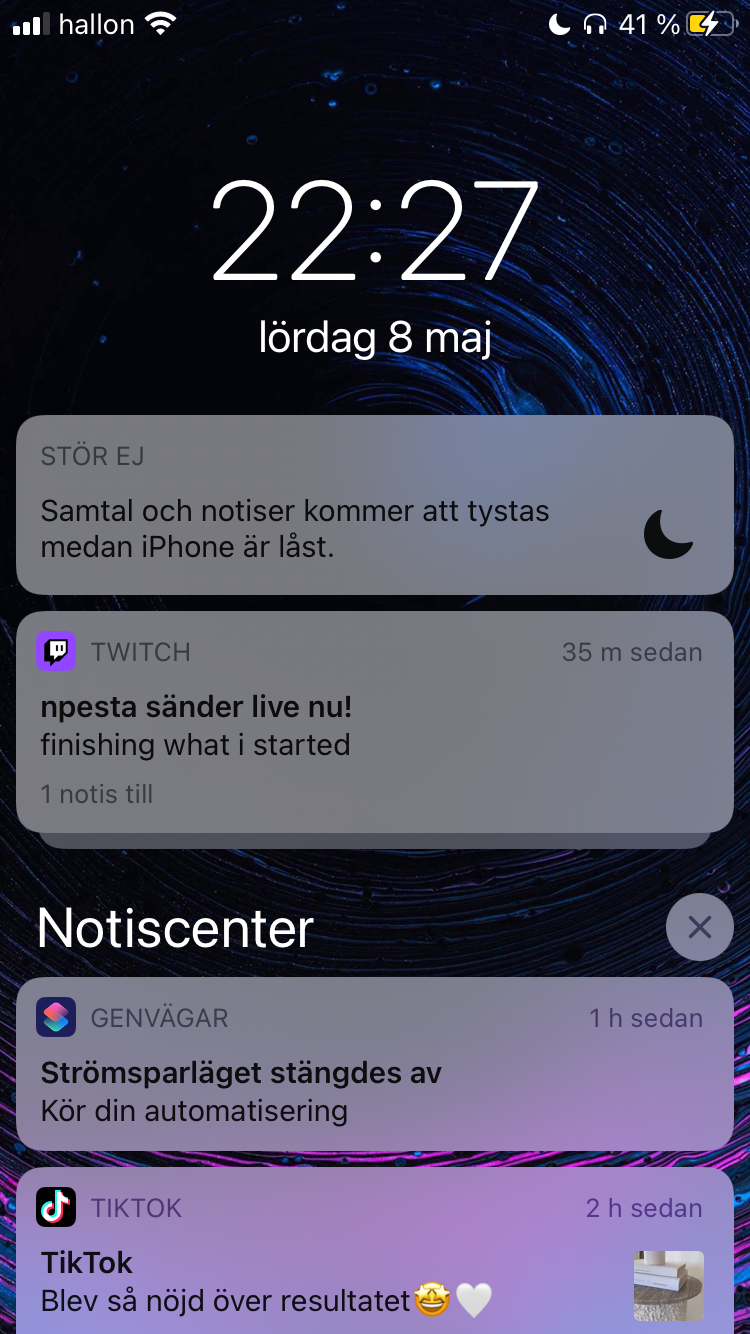 hallon 41 %
22:27
lördag 8 maj
STÖR EJ
Samtal och notiser kommer att tystas
medan iPhone är låst.
TWITCH 35 m sedan
npesta sänder live nu!
finishing what i started
1 notis till
Notiscenter
GENVÄGAR 1 h sedan
Strömsparläget stängdes av
Kör din automatisering
TIKTOK 2 h sedan
TikTok
Blev så nöjd över resultatet🤩🤍